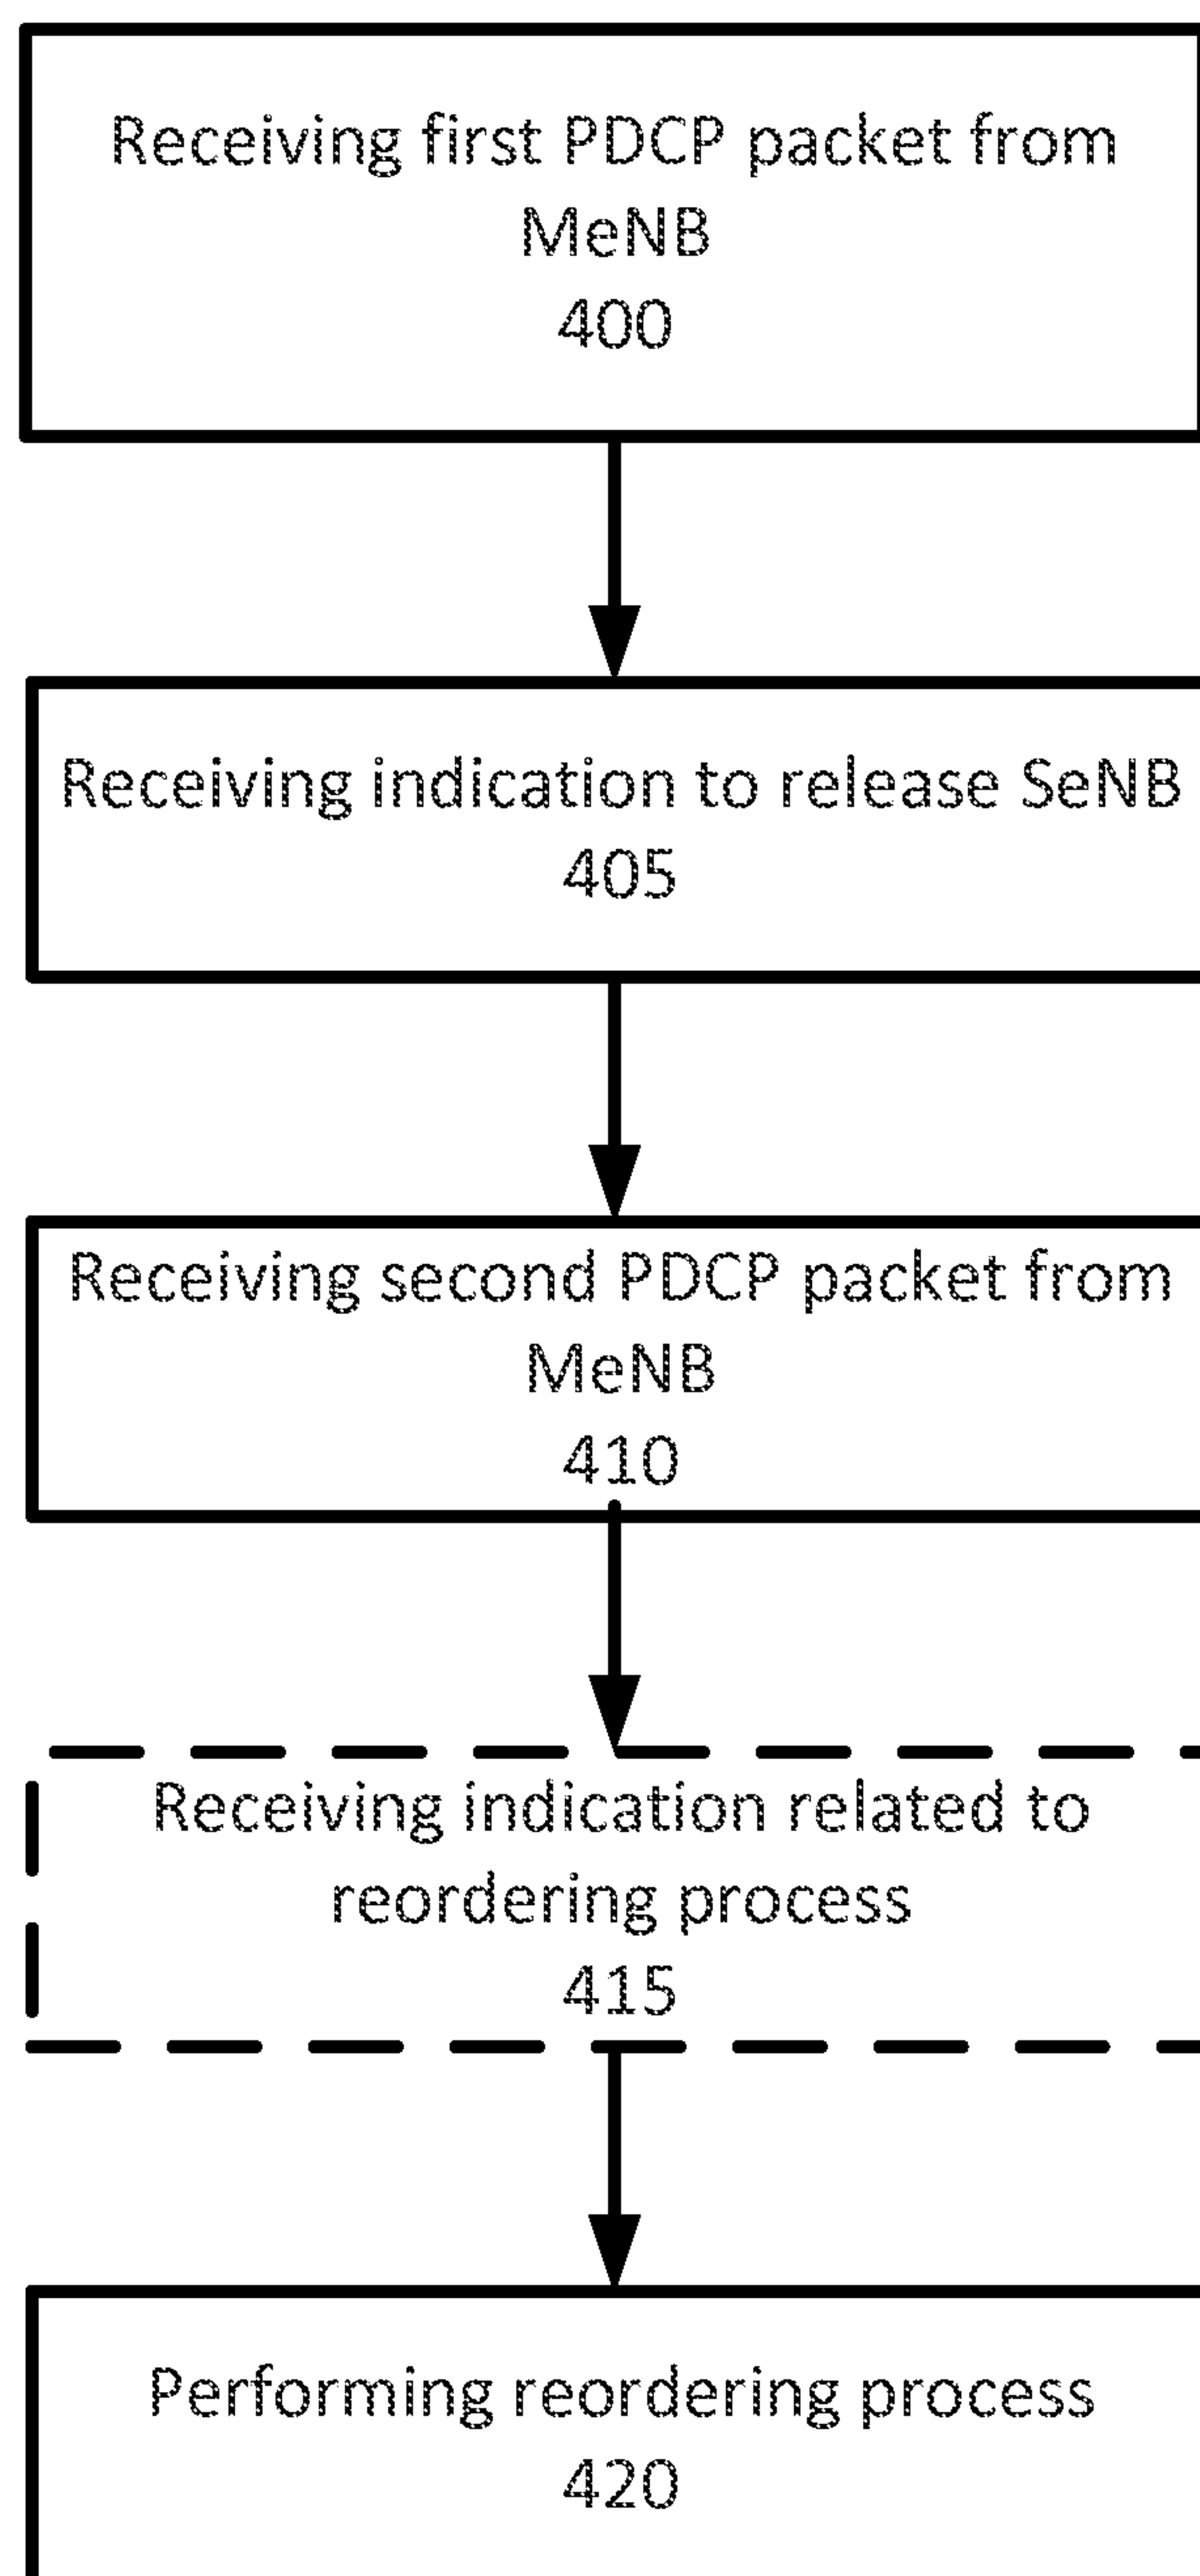 Receiving first PDCP packet from
MeNB
400
Receiving indication to release SeNB
405
Receiving second PDCP packet from
MeNB
410
Receiving indication related to
reordering process
415
Performing reordering process
420